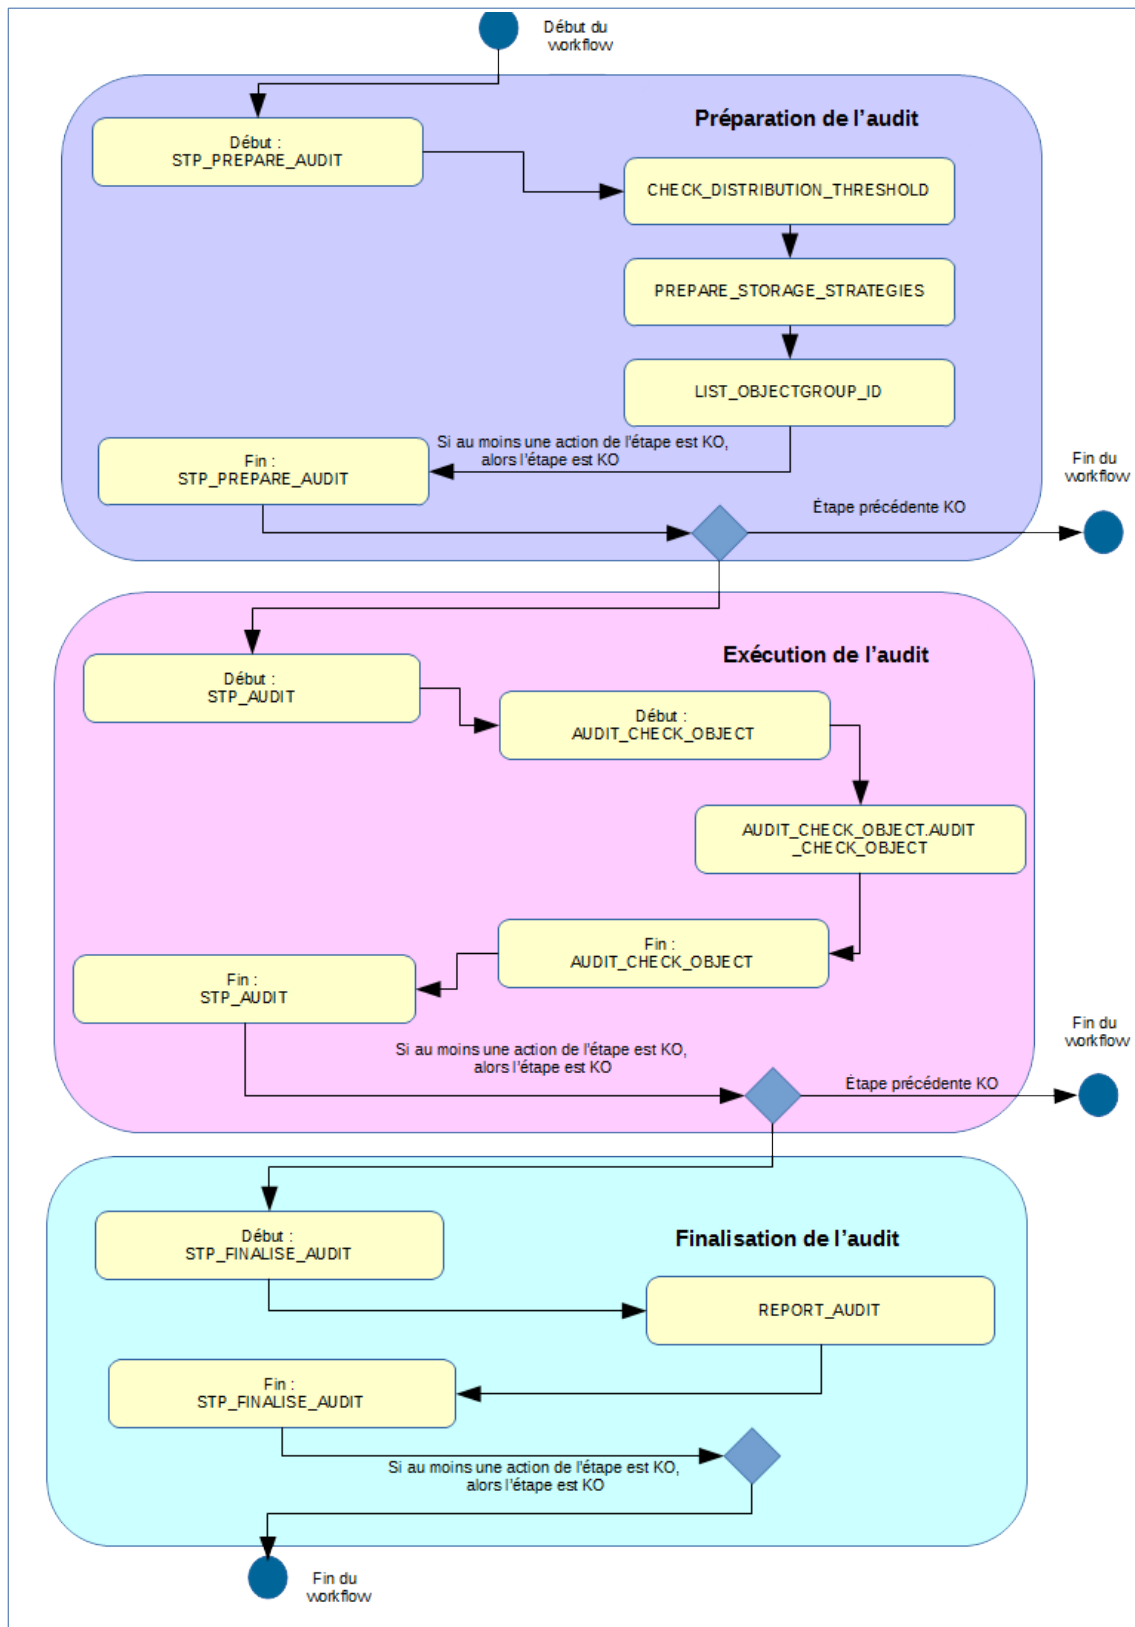 Début du
workflow
Préparation de l’audit
Début :
STP_PREPARE_AUDIT
CHECK_DISTRIBUTION_THRESHOLD
PREPARE_STORAGE_STRATEGIES
LIST_OBJECTGROUP_ID
Si au moins une action de l'étape est KO,
alors l'étape est KO
Fin :
STP_PREPARE_AUDIT
Fin du
workflow
Étape précédente KO
Exécution de l’audit
Début :
STP_AUDIT
Début :
AUDIT_CHECK_OBJECT
AUDIT_CHECK_OBJECT.AUDIT
_CHECK_OBJECT
Fin :
AUDIT_CHECK_OBJECT
Fin :
STP_AUDIT
Fin du
workflow
Si au moins une action de l'étape est KO,
alors l'étape est KO
Étape précédente KO
Début :
STP_FINALISE_AUDIT
Finalisation de l’audit
REPORT_AUDIT
Fin :
STP_FINALISE_AUDIT
Si au moins une action de l'étape est KO,
alors l'étape est KO
Fin du
workflow